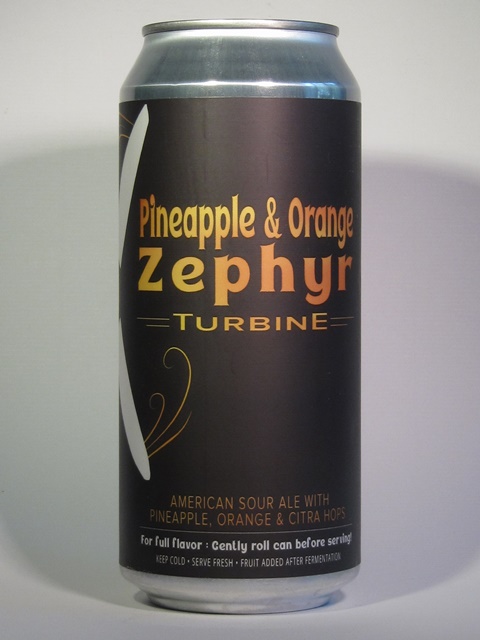 Pineapple & Orange
Zephyr
TURBINE
AMERICAN SOUR ALE WITH
PINEAPPLE, ORANGE & CITRA HOPS
For full flavor : Gently roll can before serving!
KEEP COLD • SERVE FRESH • FRUIT ADDED AFTER FERMENTATION